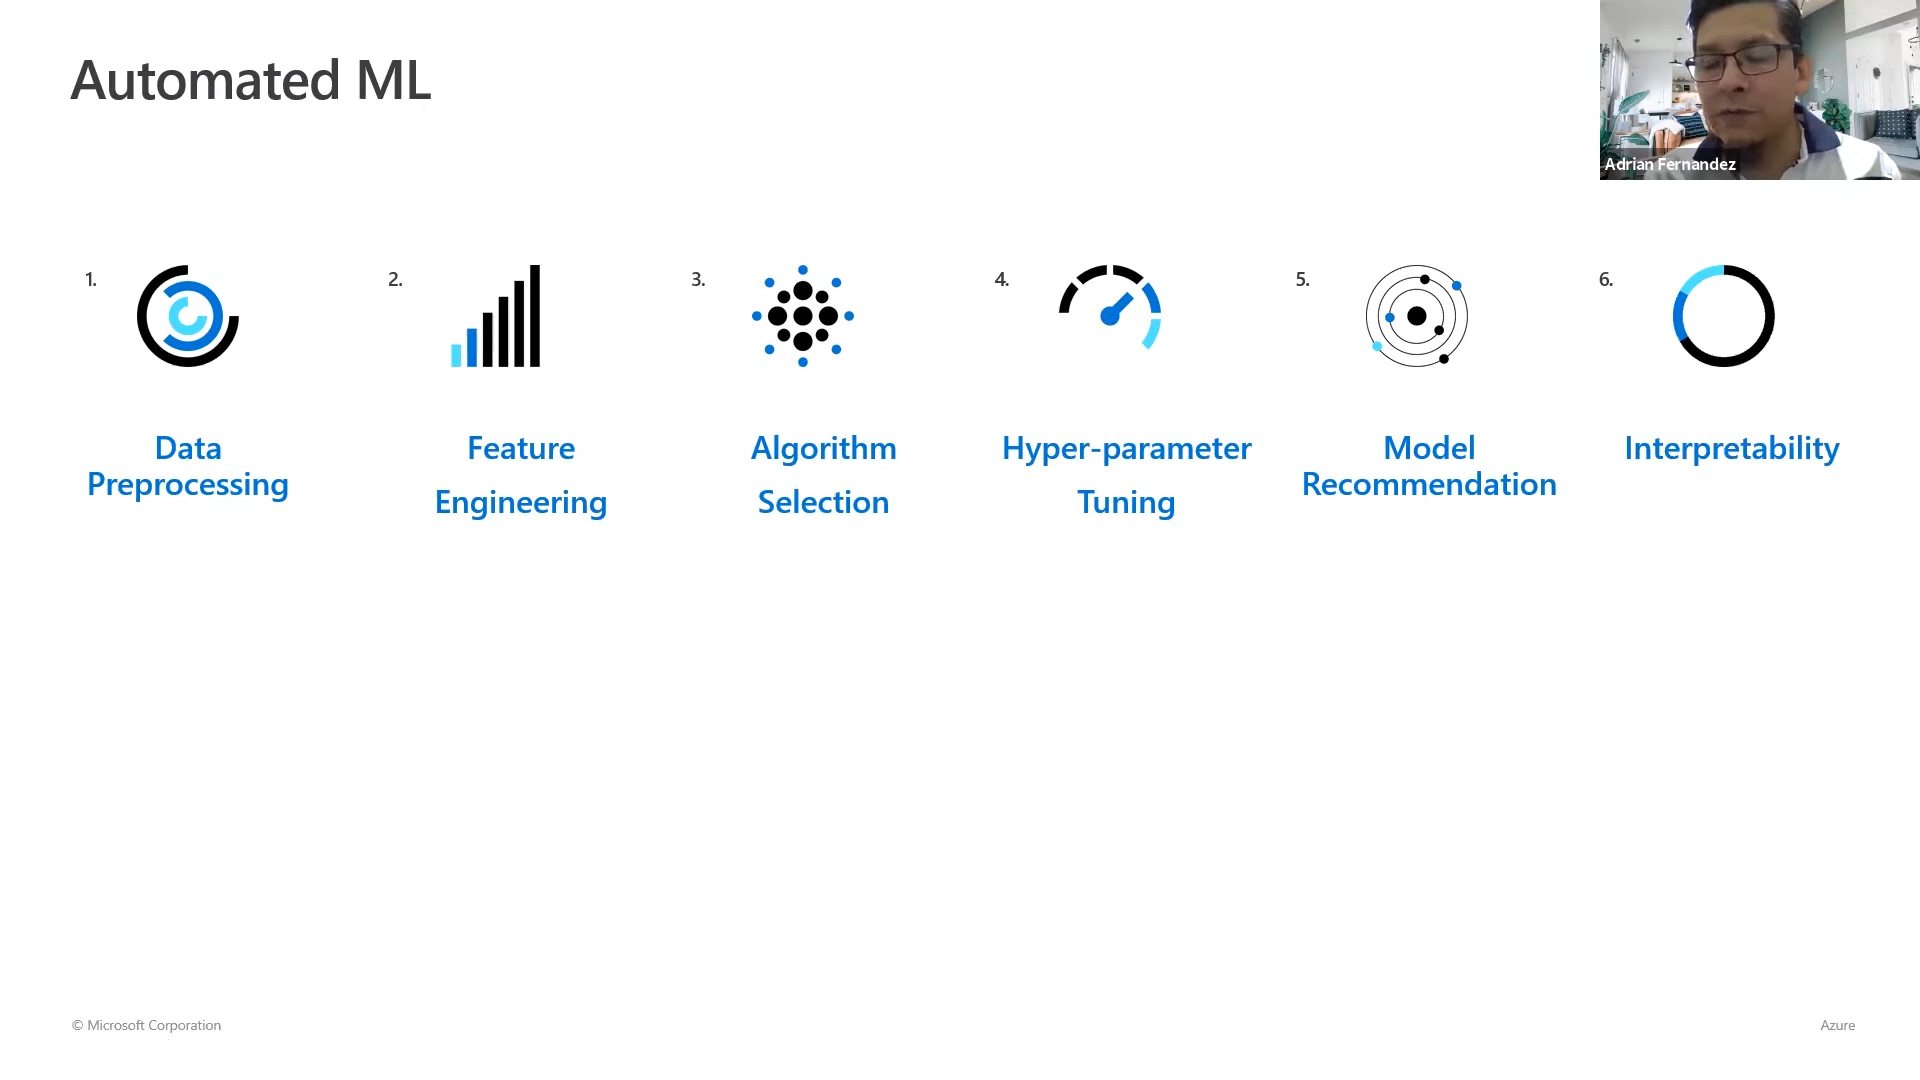 Automated ML
Adrian Fernandez
1.
2.
3.
4.
5.
6.
Data
Preprocessing
Feature
Engineering
Algorithm
Selection
Hyper-parameter
Tuning
Model
Recommendation
Interpretability
© Microsoft Corporation
Azure